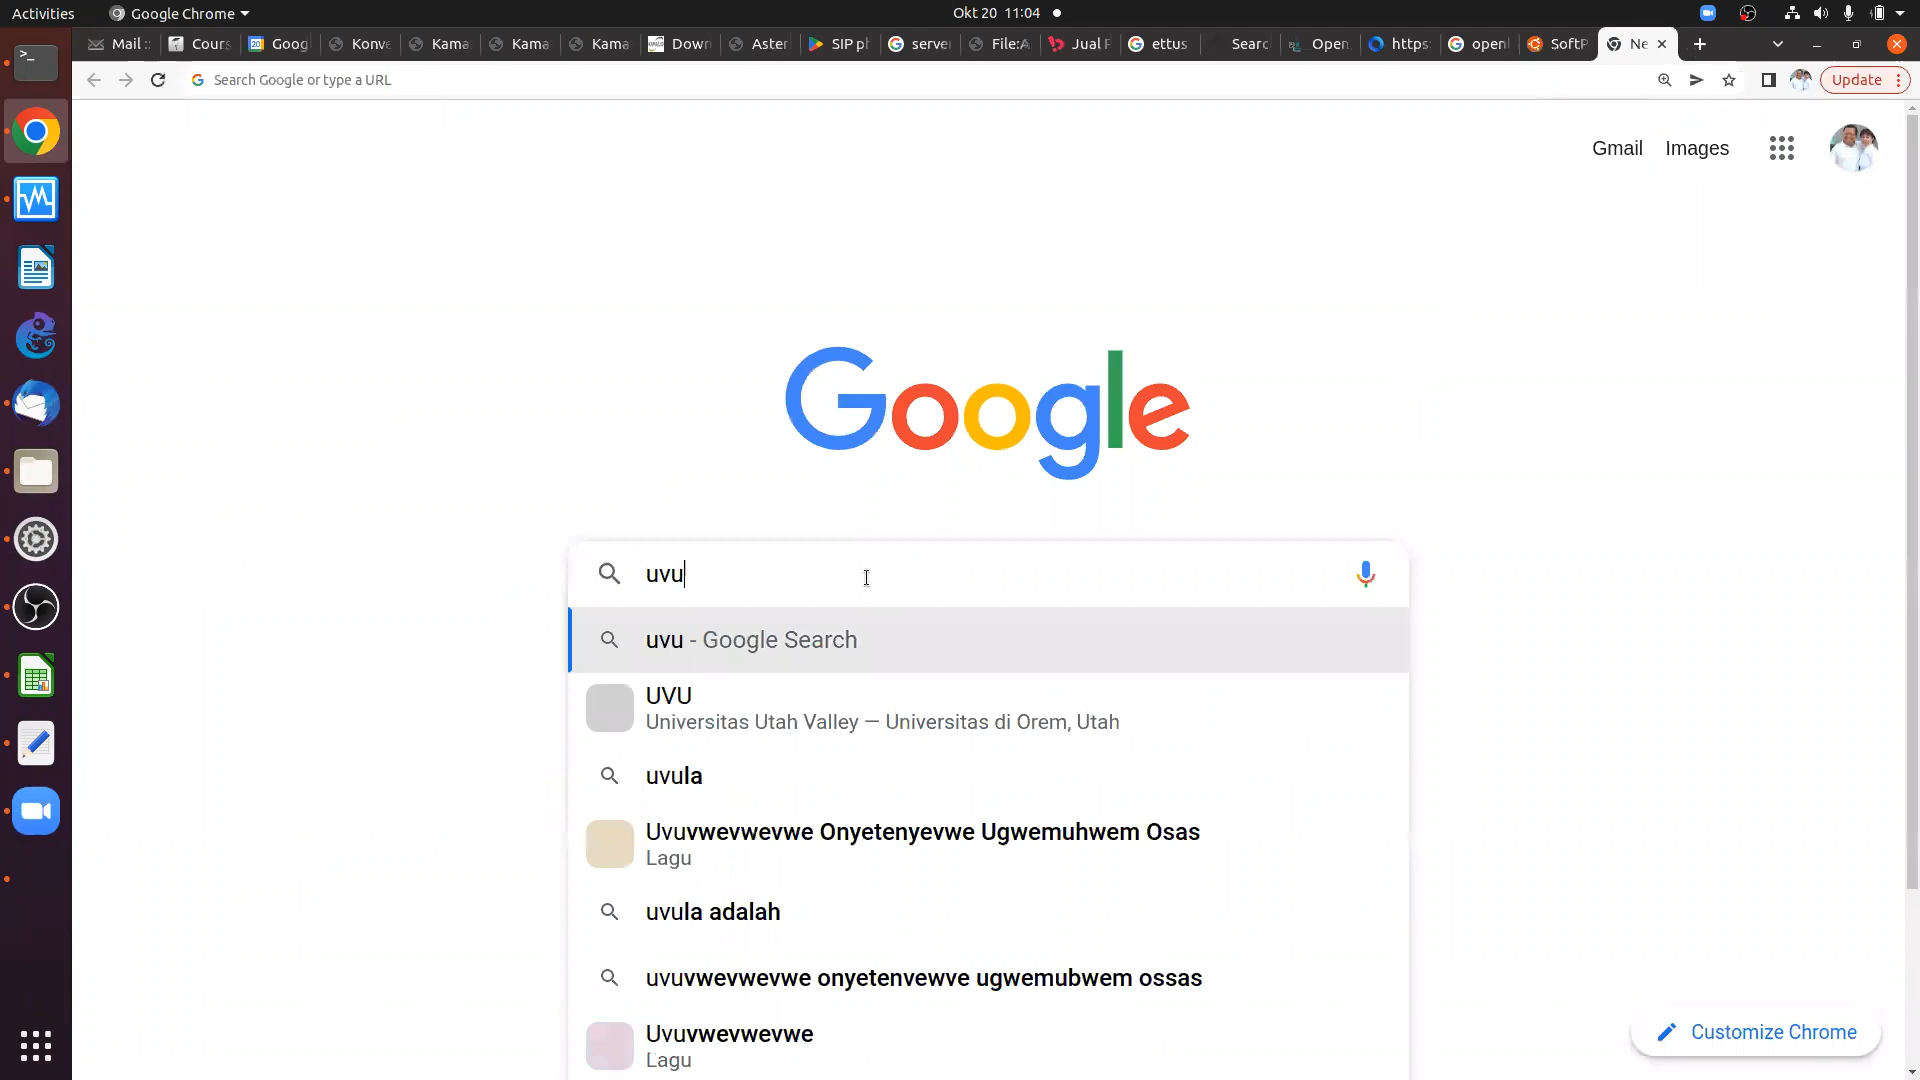 Activities
Google Chrome
Okt 20 11:04
Mail :
Cours
20 Goog
Konve
Kama
Kama
Kama
Down
Aster
SIP pl
serve
File:A
Jual F
ettus
Searc
Open
https
openl
SoftP
Ne
Search Google or type a URL
Update
Gmail
Images
Google
uvu
uvu - Google Search
UVU
Universitas Utah Valley — Universitas di Orem, Utah
uvula
Uvuvwevwevwe Onyetenyevwe Ugwemuhwem Osas
Lagu
uvula adalah
uvuvwevwevwe onyetenvewve ugwemubwem ossas
Uvuvwevwevwe
Lagu
Customize Chrome